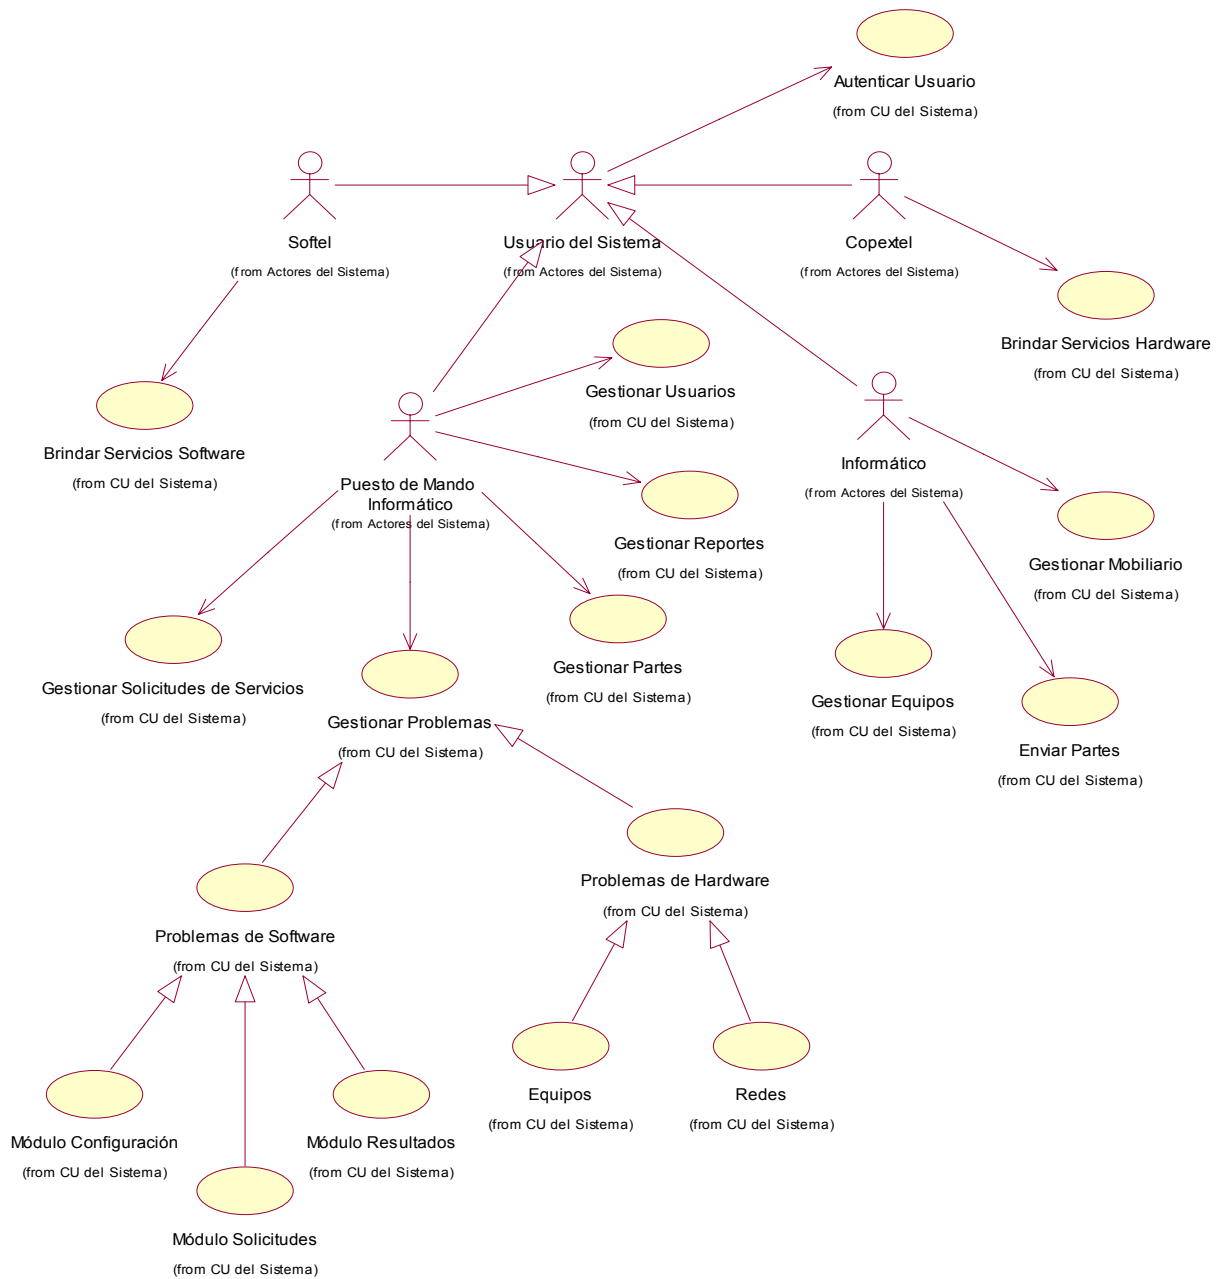 Autenticar Usuario
(from CU del Sistema)
Softel
(from Actores del Sistema)
Usuario del Sistema
(from Actores del Sistema)
Copextel
(from Actores del Sistema)
Brindar Servicios Hardware
(from CU del Sistema)
Gestionar Usuarios
(from CU del Sistema)
Brindar Servicios Software
(from CU del Sistema)
Puesto de Mando
Informático
(from Actores del Sistema)
Informático
(from Actores del Sistema)
Gestionar Reportes
(from CU del Sistema)
Gestionar Mobiliario
(from CU del Sistema)
Gestionar Solicitudes de Servicios
(from CU del Sistema)
Gestionar Partes
(from CU del Sistema)
Gestionar Problemas
(from CU del Sistema)
Gestionar Equipos
(from CU del Sistema)
Enviar Partes
(from CU del Sistema)
Problemas de Hardware
(from CU del Sistema)
Problemas de Software
(from CU del Sistema)
Equipos
(from CU del Sistema)
Redes
(from CU del Sistema)
Módulo Configuración
(from CU del Sistema)
Módulo Resultados
(from CU del Sistema)
Módulo Solicitudes
(from CU del Sistema)